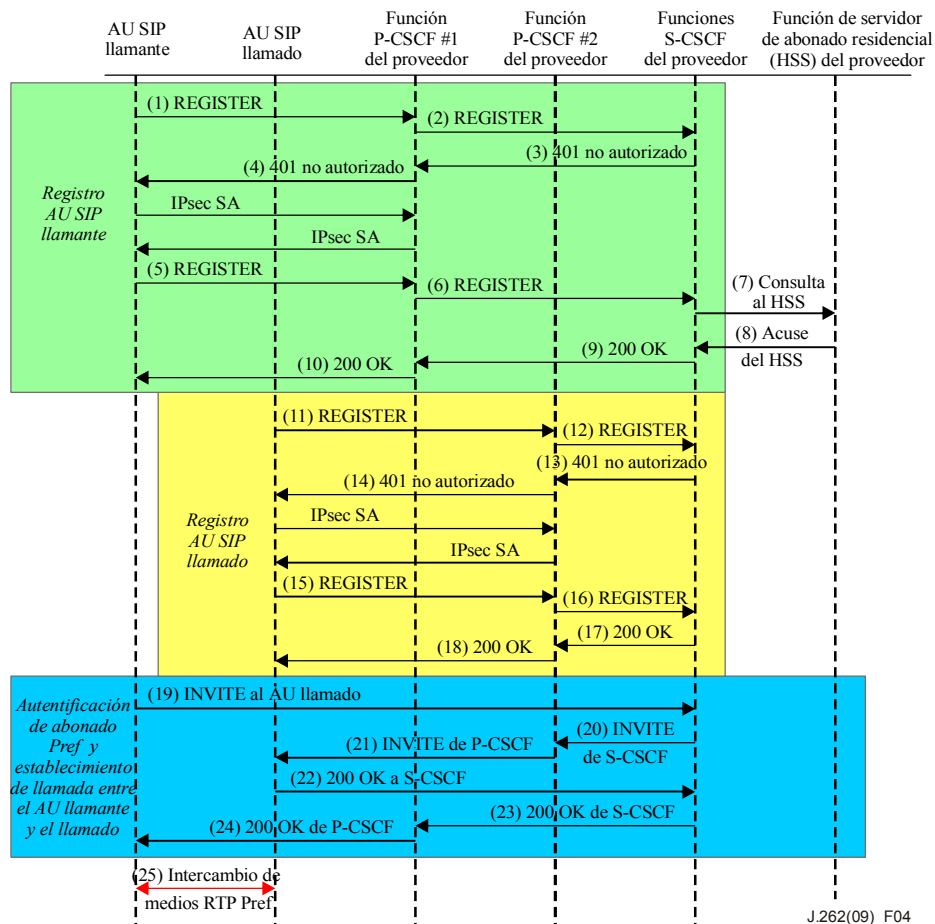 AU SIP
llamante
AU SIP
llamado
Función
P-CSCF #1
del proveedor
Función
P-CSCF #2
del proveedor
Funciones
S-CSCF
del proveedor
Función de servidor
de abonado residencial
(HSS) del proveedor
Registro
AU SIP
llamante
(1) REGISTER
(2) REGISTER
(3) 401 no autorizado
(4) 401 no autorizado
IPsec SA
IPsec SA
(5) REGISTER
(6) REGISTER
(7) Consulta
al HSS
(8) Acuse
del HSS
(9) 200 OK
(10) 200 OK
Registro
AU SIP
llamado
(11) REGISTER
(12) REGISTER
(13) 401 no autorizado
(14) 401 no autorizado
IPsec SA
IPsec SA
(15) REGISTER
(16) REGISTER
(17) 200 OK
(18) 200 OK
Autentificación
de abonado
Pref y
establecimiento
de llamada entre
el AU llamante
y el llamado
(19) INVITE al AU llamado
(20) INVITE
de S-CSCF
(21) INVITE de P-CSCF
(22) 200 OK a S-CSCF
(23) 200 OK de S-CSCF
(24) 200 OK de P-CSCF
(25) Intercambio de
medios RTP Pref
J.262(09)_F04